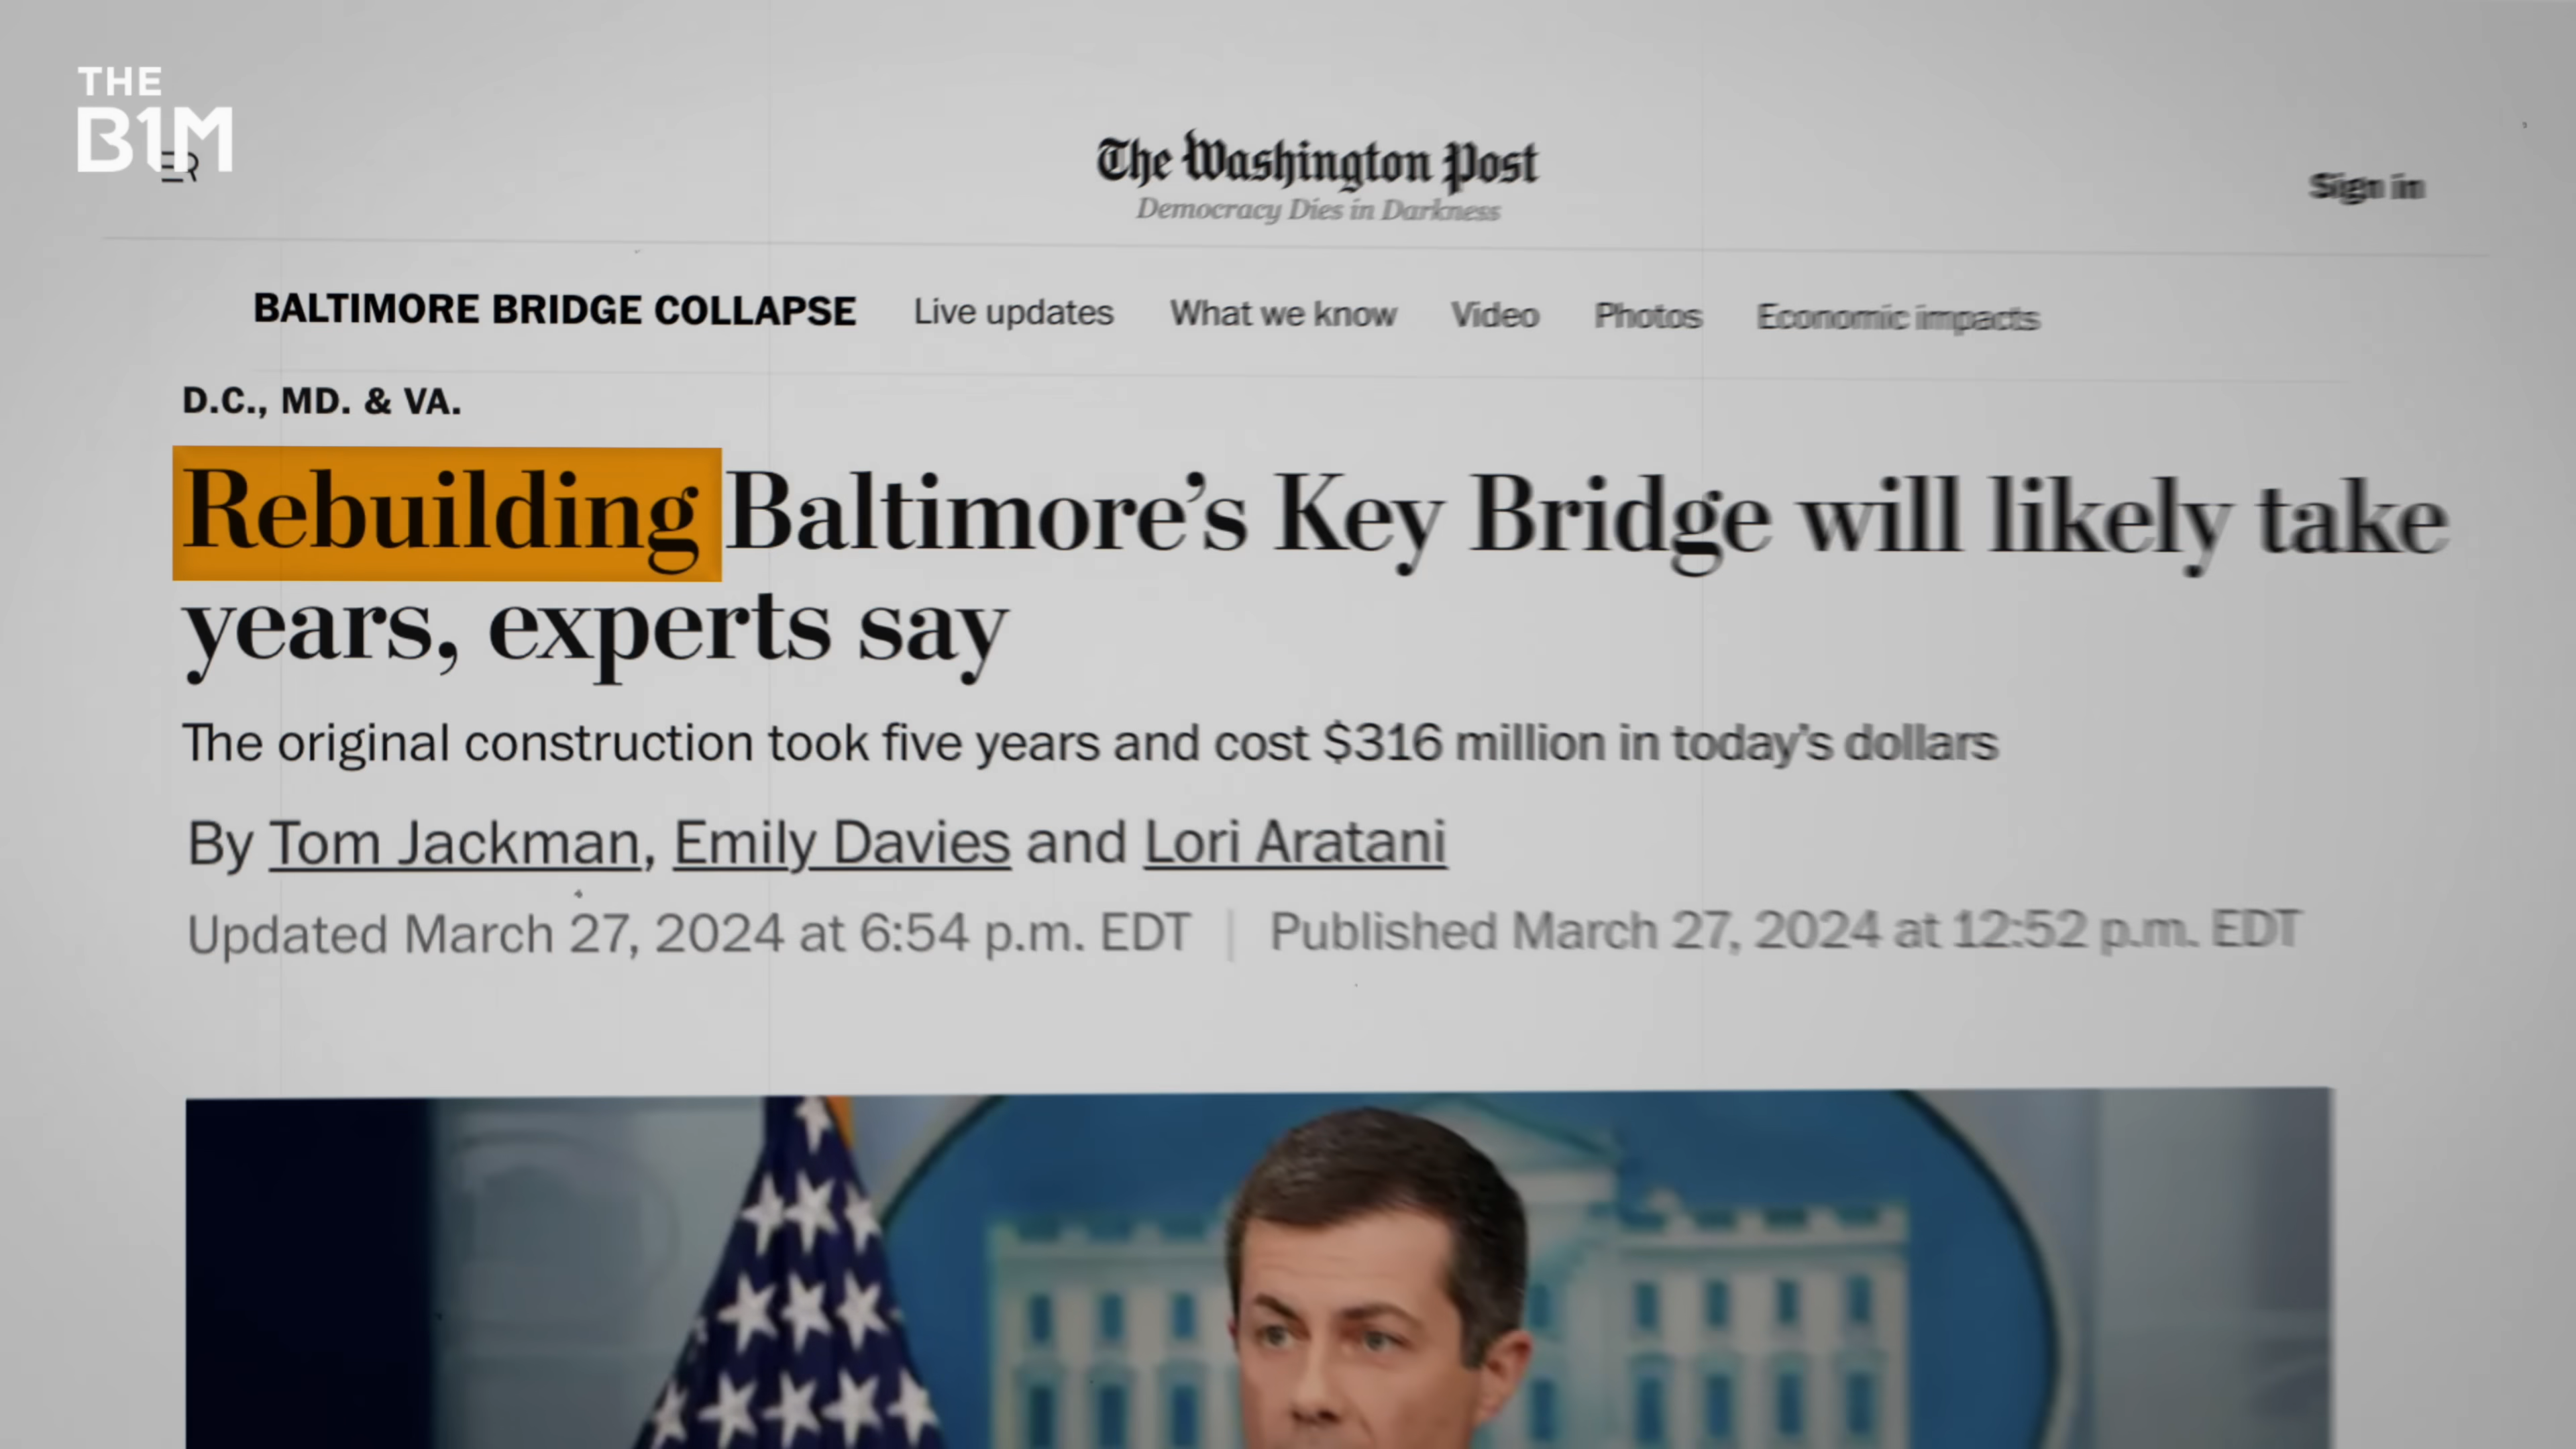 THE
B1M
ER
The Washington Post
Democracy Dies in Darkness
Sign in
BALTIMORE BRIDGE COLLAPSE Live updates What we know Video Photos Economic impacts
D.C., MD. & VA.
Rebuilding Baltimore’s Key Bridge will likely take
years, experts say
The original construction took five years and cost $316 million in today’s dollars
By Tom Jackman, Emily Davies and Lori Aratani
Updated March 27, 2024 at 6:54 p.m. EDT | Published March 27, 2024 at 12:52 p.m. EDT